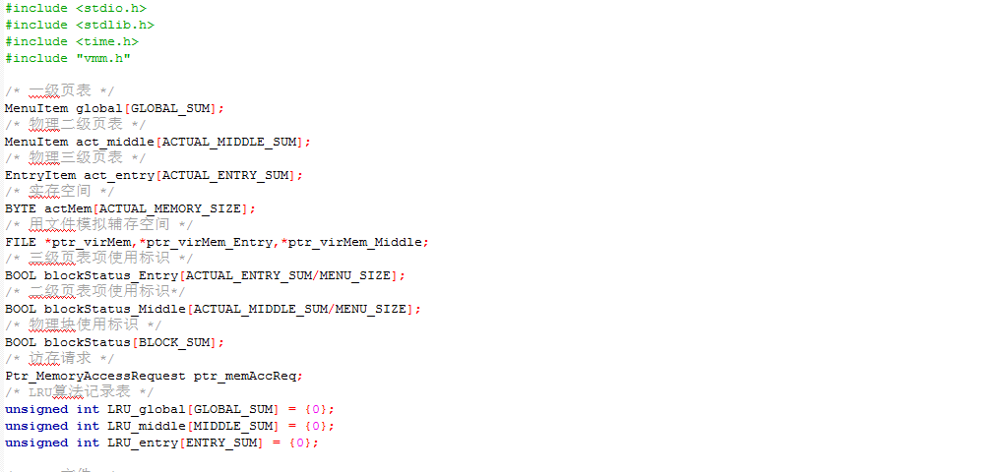 #include <stdio.h>
#include <stdlib.h>
#include <time.h>
#include "vmm.h"
/* 一级页表 */
MenuItem global[GLOBAL_SUM];
/* 物理二级页表 */
MenuItem act_middle[ACTUAL_MIDDLE_SUM];
/* 物理三级页表 */
EntryItem act_entry[ACTUAL_ENTRY_SUM];
/* 实存空间 */
BYTE actMem[ACTUAL_MEMORY_SIZE];
/* 用文件模拟辅存空间 */
FILE *ptr_virMem,*ptr_virMem_Entry,*ptr_virMem_Middle;
/* 三级页表项使用标识 */
BOOL blockStatus_Entry[ACTUAL_ENTRY_SUM/MENU_SIZE];
/* 二级页表项使用标识*/
BOOL blockStatus_Middle[ACTUAL_MIDDLE_SUM/MENU_SIZE];
/* 物理块使用标识 */
BOOL blockStatus[BLOCK_SUM];
/* 访存请求 */
Ptr_MemoryAccessRequest ptr_memAccReq;
/* LRU算法记录表 */
unsigned int LRU_global[GLOBAL_SUM] = {0};
unsigned int LRU_middle[MIDDLE_SUM] = {0};
unsigned int LRU_entry[ENTRY_SUM] = {0};